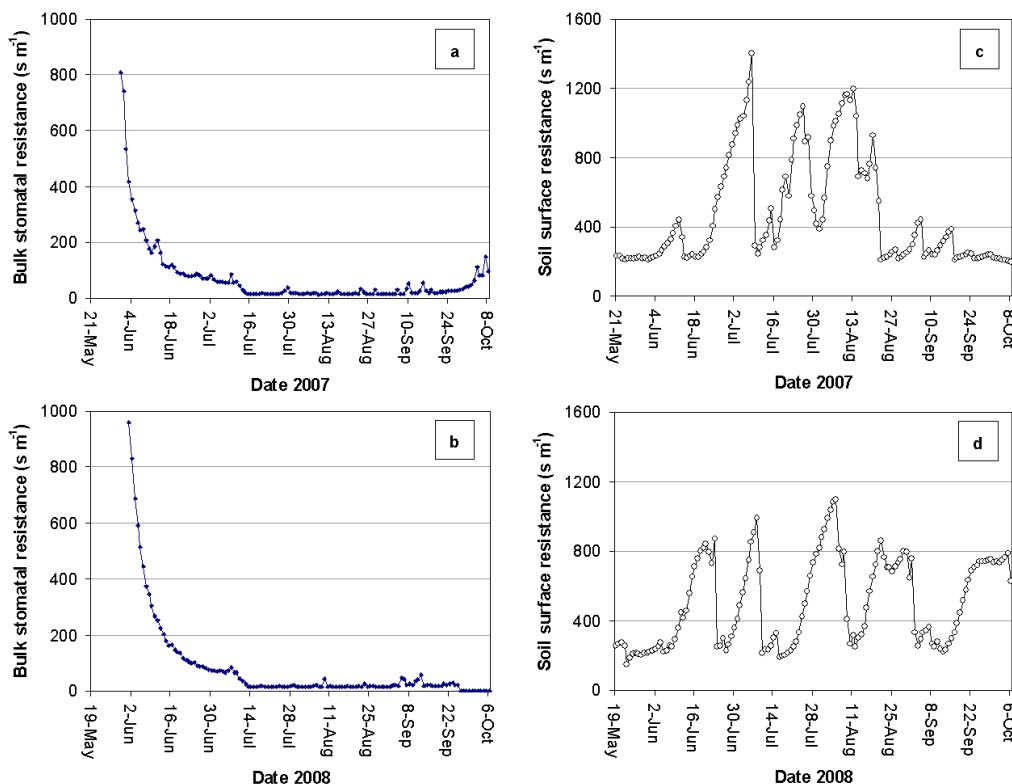 a
Bulk stomatal resistance (s m⁻¹)
1000
800
600
400
200
0
21-May
4-Jun
18-Jun
2-Jul
16-Jul
30-Jul
13-Aug
27-Aug
10-Sep
24-Sep
8-Oct
Date 2007
c
Soil surface resistance (s m⁻¹)
1600
1200
800
400
0
21-May
4-Jun
18-Jun
2-Jul
16-Jul
30-Jul
13-Aug
27-Aug
10-Sep
24-Sep
8-Oct
Date 2007
b
Bulk stomatal resistance (s m⁻¹)
1000
800
600
400
200
0
19-May
2-Jun
16-Jun
30-Jun
14-Jul
28-Jul
11-Aug
25-Aug
8-Sep
22-Sep
6-Oct
Date 2008
d
Soil surface resistance (s m⁻¹)
1600
1200
800
400
0
19-May
2-Jun
16-Jun
30-Jun
14-Jul
28-Jul
11-Aug
25-Aug
8-Sep
22-Sep
6-Oct
Date 2008